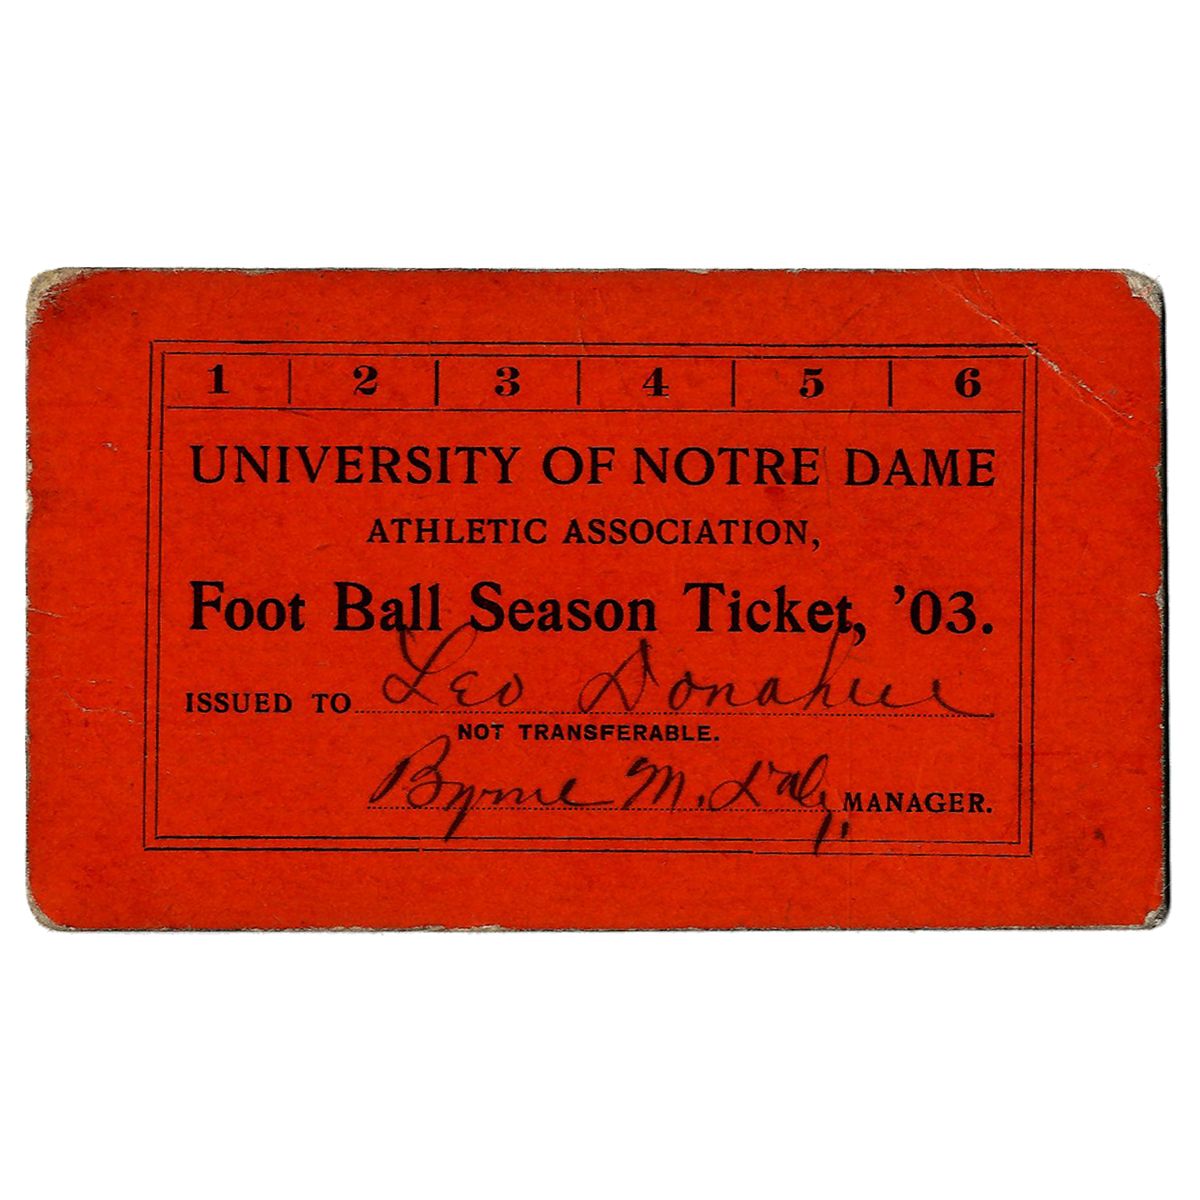 1 | 2 | 3 | 4 | 5 | 6
UNIVERSITY OF NOTRE DAME
ATHLETIC ASSOCIATION,
Foot Ball Season Ticket, '03.
ISSUED TO Leo Donahue
NOT TRANSFERABLE.
Byrne M. Daly, MANAGER.